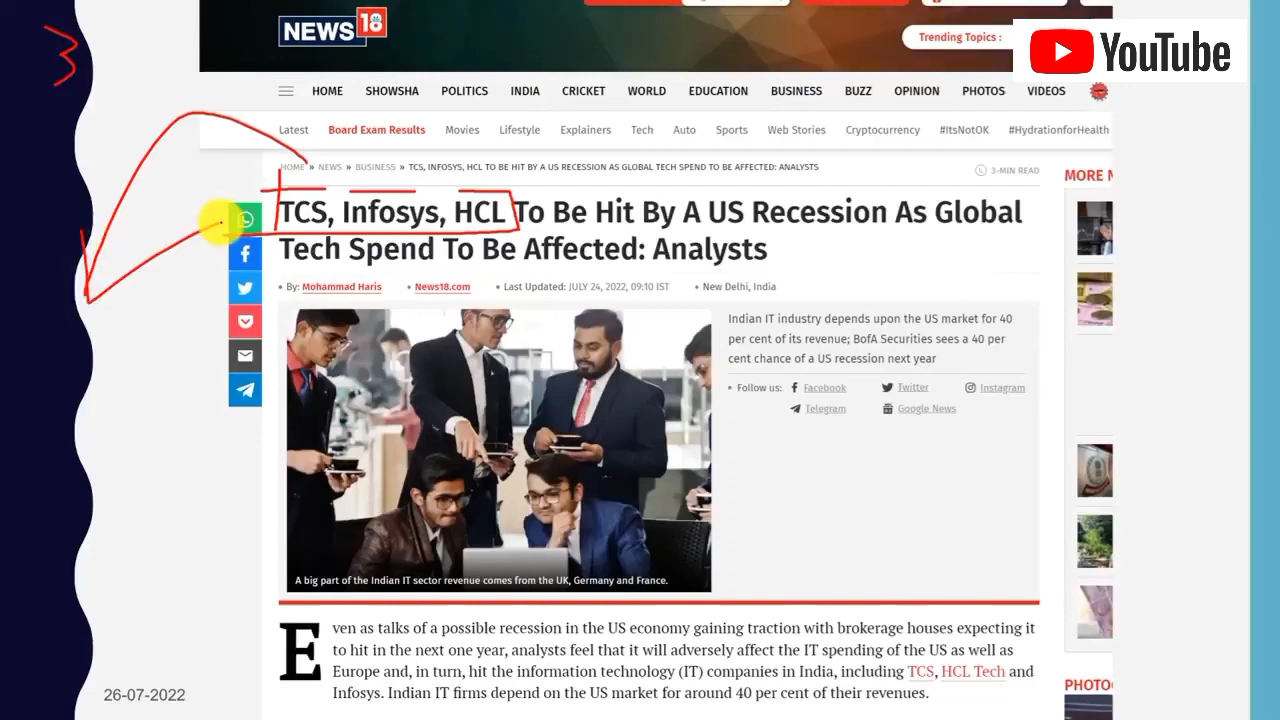 3
NEWS 18
Trending Topics :
YouTube
HOME SHOWSHA POLITICS INDIA CRICKET WORLD EDUCATION BUSINESS BUZZ OPINION PHOTOS VIDEOS
Latest Board Exam Results Movies Lifestyle Explainers Tech Auto Sports Web Stories Cryptocurrency #ItsNotOK #HydrationforHealth
HOME » NEWS » BUSINESS » TCS, INFOSYS, HCL TO BE HIT BY A US RECESSION AS GLOBAL TECH SPEND TO BE AFFECTED: ANALYSTS
3-MIN READ
MORE N
TCS, Infosys, HCL To Be Hit By A US Recession As Global
Tech Spend To Be Affected: Analysts
By: Mohammad Haris News18.com Last Updated: JULY 24, 2022, 09:10 IST New Delhi, India
Indian IT industry depends upon the US market for 40
per cent of its revenue; BofA Securities sees a 40 per
cent chance of a US recession next year
Follow us: Facebook Twitter Instagram
Telegram Google News
A big part of the Indian IT sector revenue comes from the UK, Germany and France.
Even as talks of a possible recession in the US economy gaining traction with brokerage houses expecting it
to hit in the next one year, analysts feel that it will adversely affect the IT spending of the US as well as
Europe and, in turn, hit the information technology (IT) companies in India, including TCS, HCL Tech and
Infosys. Indian IT firms depend on the US market for around 40 per cent of their revenues.
PHOTO
26-07-2022